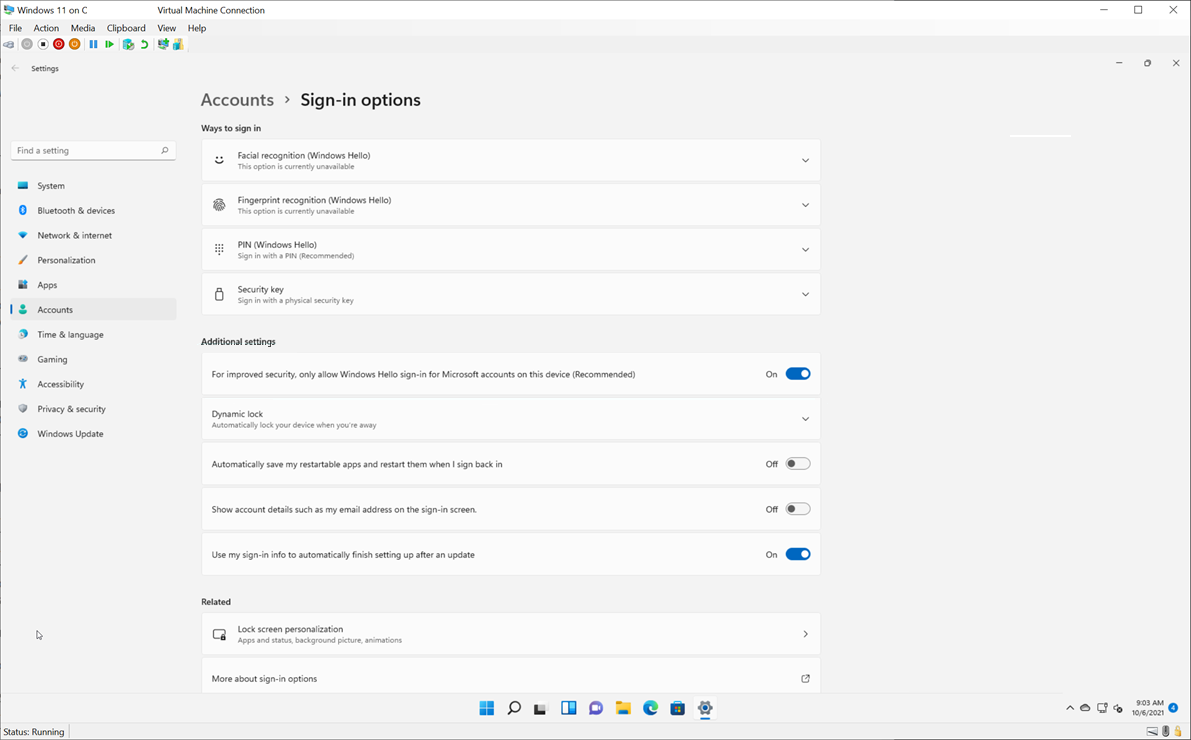 Windows 11 on C Virtual Machine Connection
File Action Media Clipboard View Help
Settings
Accounts › Sign-in options
Find a setting
System
Bluetooth & devices
Network & internet
Personalization
Apps
Accounts
Time & language
Gaming
Accessibility
Privacy & security
Windows Update
Ways to sign in
Facial recognition (Windows Hello)
This option is currently unavailable
Fingerprint recognition (Windows Hello)
This option is currently unavailable
PIN (Windows Hello)
Sign in with a PIN (Recommended)
Security key
Sign in with a physical security key
Additional settings
For improved security, only allow Windows Hello sign-in for Microsoft accounts on this device (Recommended) On
Dynamic lock
Automatically lock your device when you're away
Automatically save my restartable apps and restart them when I sign back in Off
Show account details such as my email address on the sign-in screen. Off
Use my sign-in info to automatically finish setting up after an update On
Related
Lock screen personalization
Apps and status, background picture, animations
More about sign-in options
9:03 AM
10/6/2021 4
Status: Running